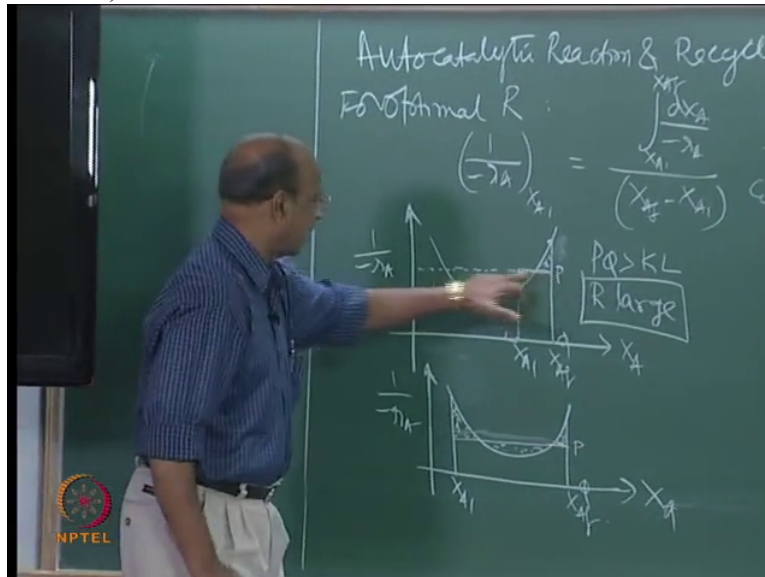 Autocatalytic Reaction & Recycl
For optimal R :
(1/-rA)XA1 = ∫XA1 XAf dXA/-rA / (XAf - XA1)
1/-rA
P
PQ > KL
R large
XA1 XAf XA
1/-rA
P
XA1 XAf XA
NPTEL